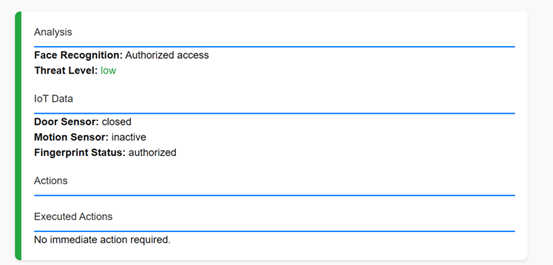 Analysis
Face Recognition: Authorized access
Threat Level: low
IoT Data
Door Sensor: closed
Motion Sensor: inactive
Fingerprint Status: authorized
Actions
Executed Actions
No immediate action required.